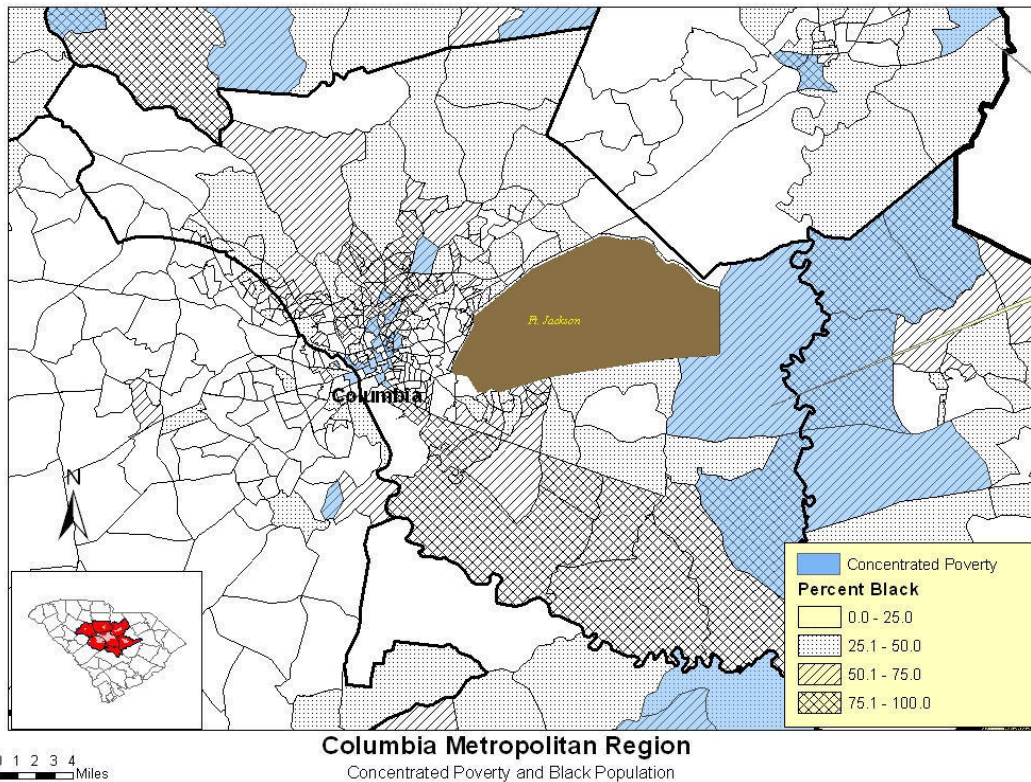 Ft. Jackson
Columbia
N
Concentrated Poverty
Percent Black
0.0 - 25.0
25.1 - 50.0
50.1 - 75.0
75.1 - 100.0
Columbia Metropolitan Region
0 1 2 3 4
Miles
Concentrated Poverty and Black Population